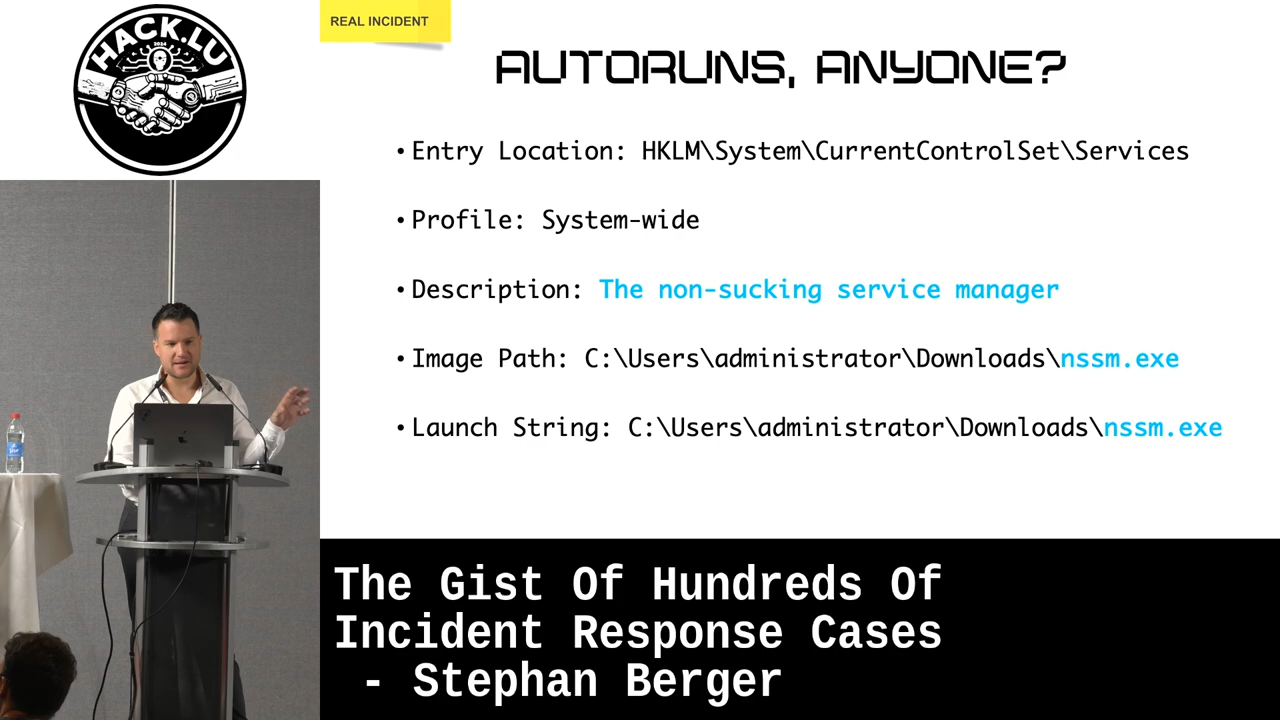 HACK.LU
2024
REAL INCIDENT
AUTORUNS, ANYONE?
• Entry Location: HKLM\System\CurrentControlSet\Services
• Profile: System-wide
• Description: The non-sucking service manager
• Image Path: C:\Users\administrator\Downloads\nssm.exe
• Launch String: C:\Users\administrator\Downloads\nssm.exe
The Gist Of Hundreds Of
Incident Response Cases
- Stephan Berger